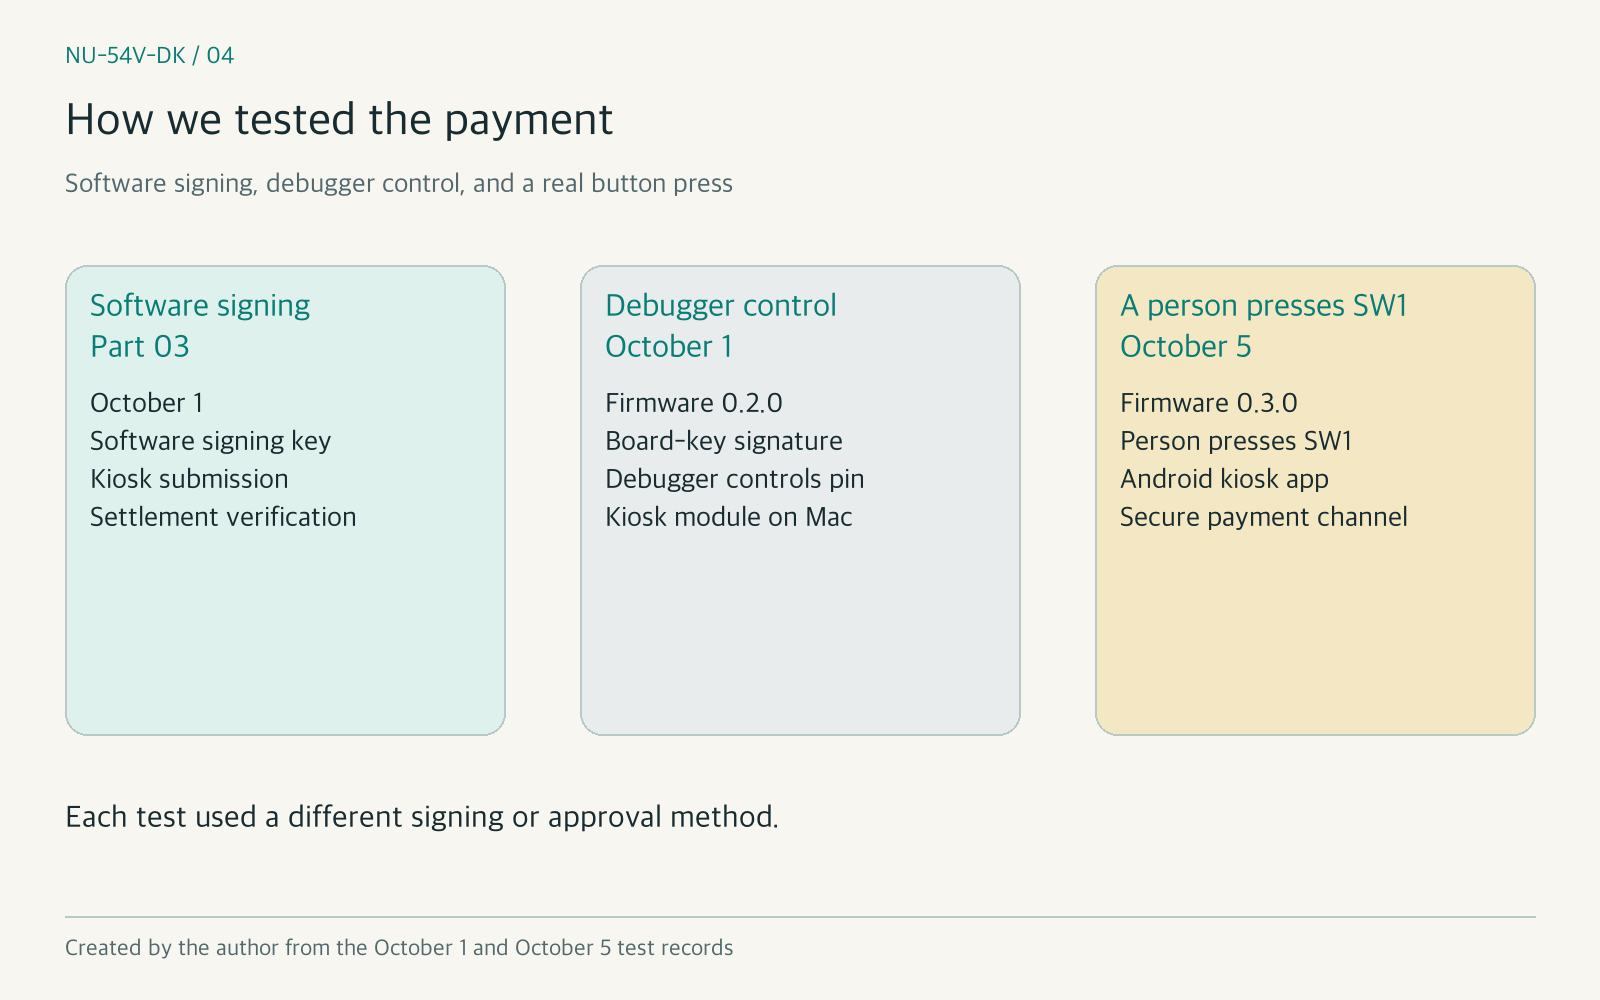 NU-54V-DK / 04
How we tested the payment
Software signing, debugger control, and a real button press
Software signing
Part 03
October 1
Software signing key
Kiosk submission
Settlement verification
Debugger control
October 1
Firmware 0.2.0
Board-key signature
Debugger controls pin
Kiosk module on Mac
A person presses SW1
October 5
Firmware 0.3.0
Person presses SW1
Android kiosk app
Secure payment channel
Each test used a different signing or approval method.
Created by the author from the October 1 and October 5 test records